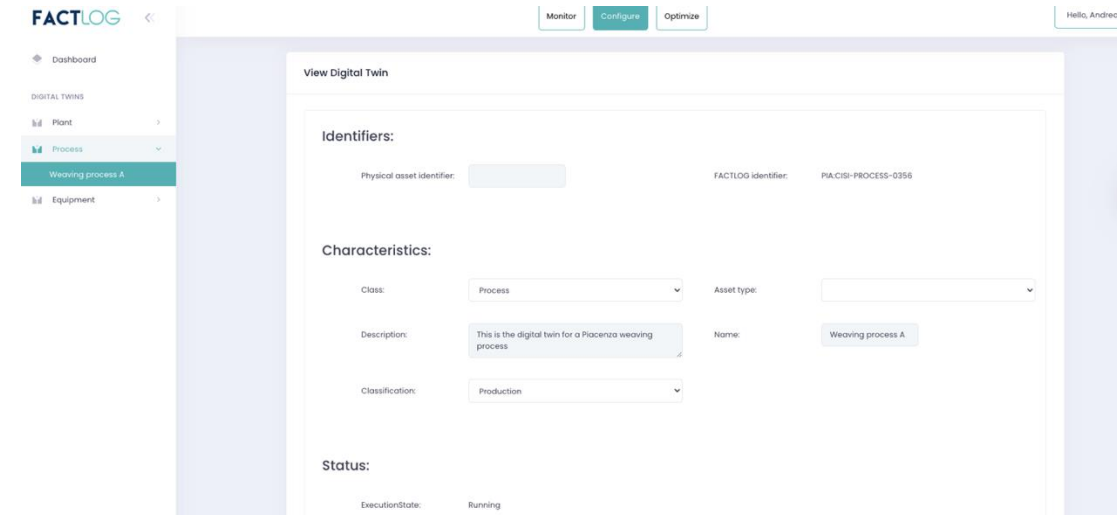 FACTLOG
Monitor
Configure
Optimize
Hello, Andrea
Dashboard
DIGITAL TWINS
Plant
Process
Weaving process A
Equipment
View Digital Twin
Identifiers:
Physical asset identifier:
FACTLOG identifier: PIA:CISI-PROCESS-0356
Characteristics:
Class: Process
Asset type:
Description: This is the digital twin for a Piacenza weaving
process
Name: Weaving process A
Classification: Production
Status:
ExecutionState: Running